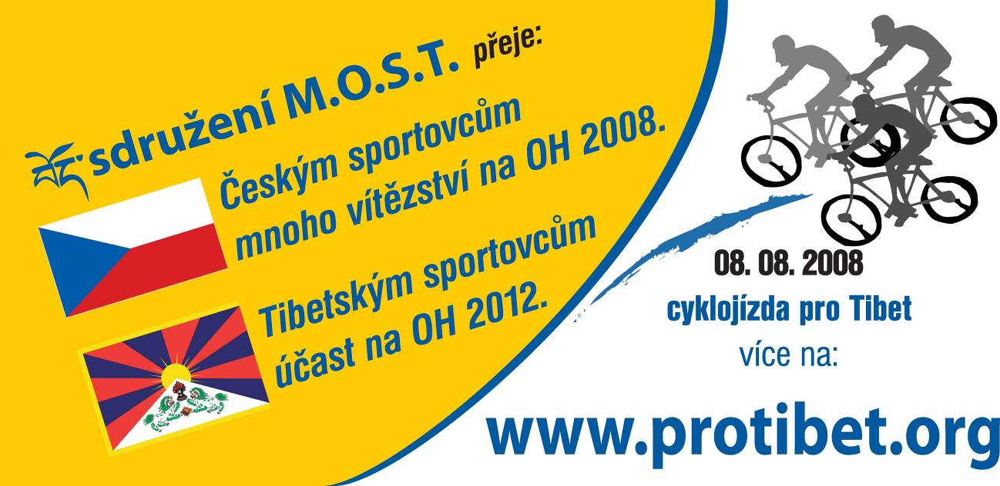 sdružení M.O.S.T. přeje:
Českým sportovcům
mnoho vítězství na OH 2008.
Tibetským sportovcům
účast na OH 2012.
08. 08. 2008
cyklojízda pro Tibet
více na:
www.protibet.org